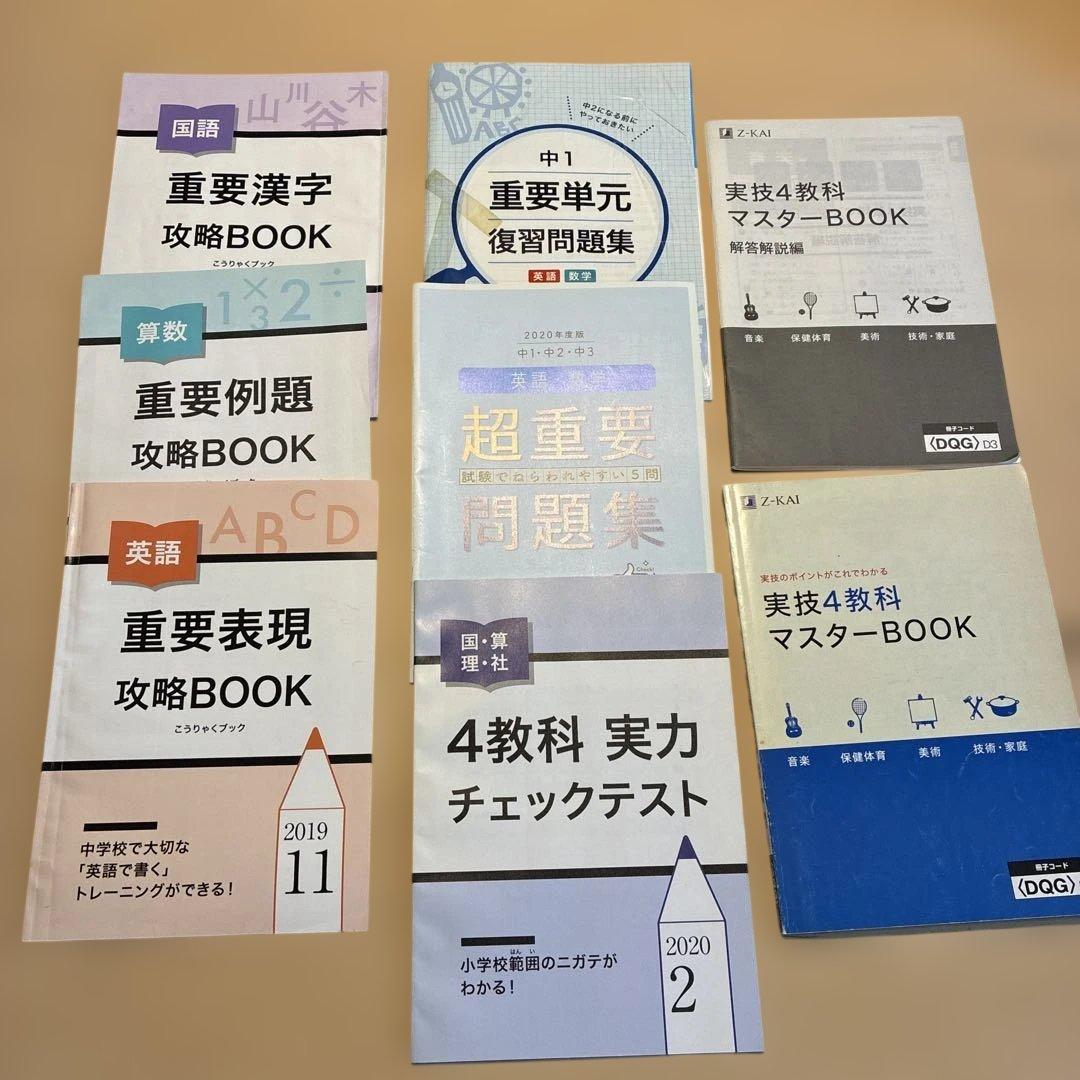 山 川 谷 木
国語
重要漢字
攻略BOOK
こうりゃくブック
1 × 3 2 ÷
算数
重要例題
攻略BOOK
ABCD
英語
重要表現
攻略BOOK
こうりゃくブック
2019
11
中学校で大切な
「英語で書く」
トレーニングができる!
ABC
中2になる前に
やっておきたい
中1
重要単元
復習問題集
英語 数学
2020年度版
中1・中2・中3
英語 数学
超重要
試験でねらわれやすい5問
問題集
Check!
国・算
理・社
4教科 実力
チェックテスト
2020
2
はん い
小学校範囲のニガテが
わかる!
Z-KAI
実技4教科
マスターBOOK
解答解説編
音楽 保健体育 美術 技術・家庭
冊子コード
〈DQG〉D3
Z-KAI
実技のポイントがこれでわかる
実技4教科
マスターBOOK
音楽 保健体育 美術 技術・家庭
冊子コード
〈DQG〉